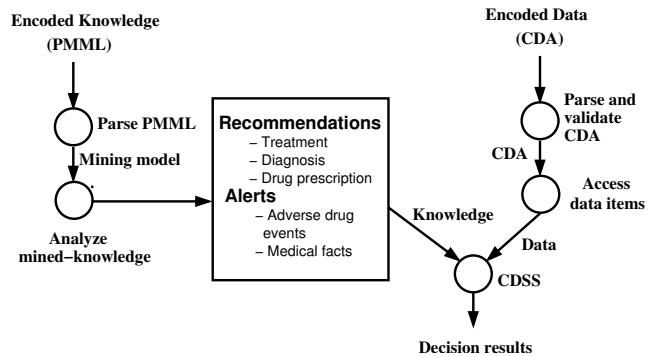 Encoded Knowledge
(PMML)
Parse PMML
Mining model
Analyze
mined−knowledge
Recommendations
− Treatment
− Diagnosis
− Drug prescription
Alerts
− Adverse drug
events
− Medical facts
Encoded Data
(CDA)
Parse and
validate
CDA
CDA
Access
data items
Knowledge
Data
CDSS
Decision results